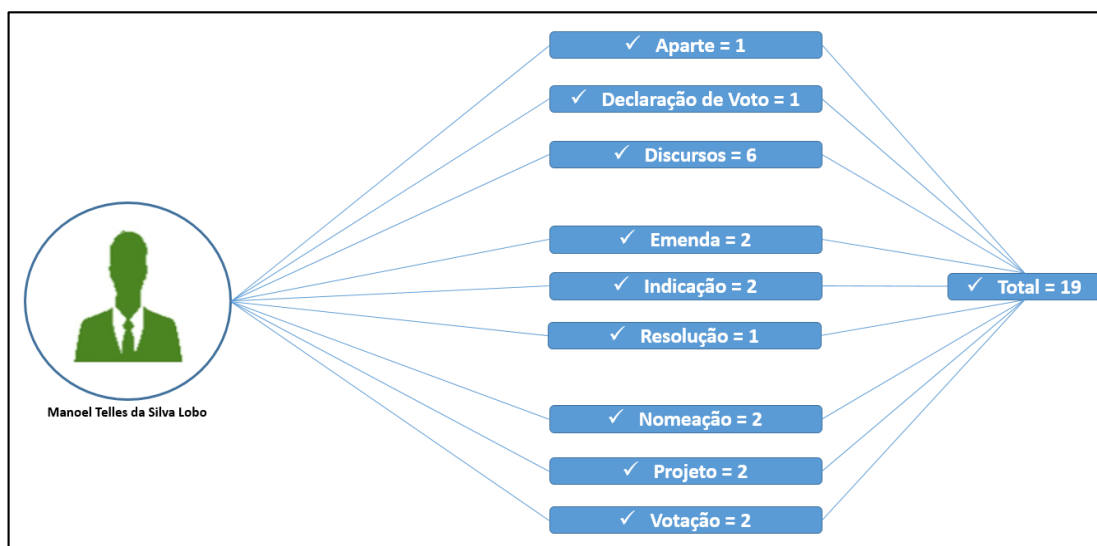 ✓ Aparte = 1
✓ Declaração de Voto = 1
✓ Discursos = 6
✓ Emenda = 2
✓ Indicação = 2
✓ Total = 19
✓ Resolução = 1
Manoel Telles da Silva Lobo
✓ Nomeação = 2
✓ Projeto = 2
✓ Votação = 2